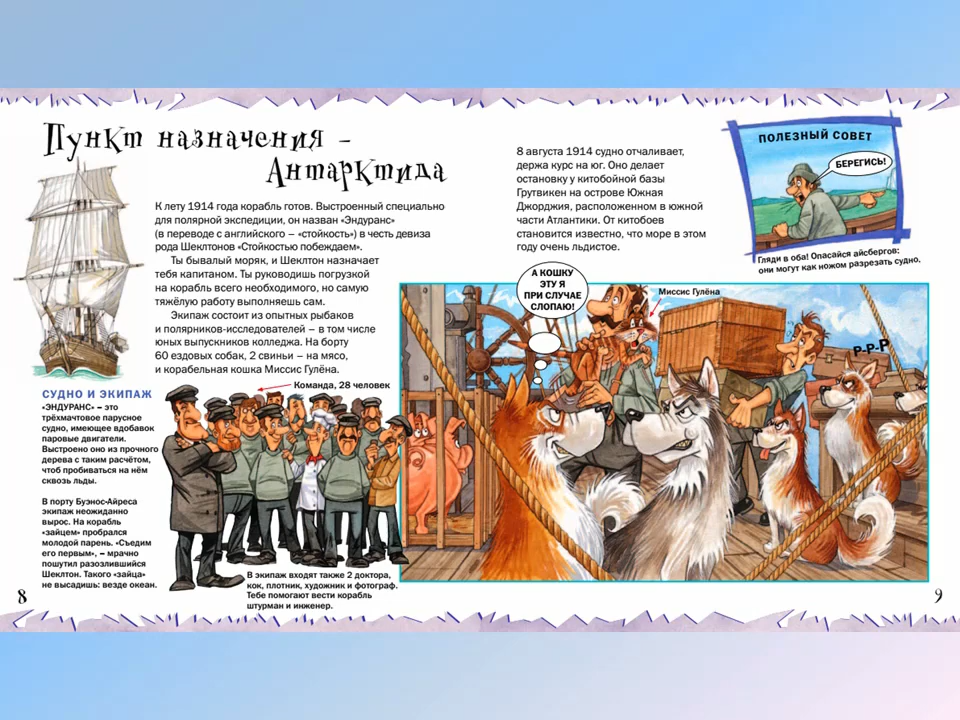 Пункт назначения –
Антарктида
К лету 1914 года корабль готов. Выстроенный специально
для полярной экспедиции, он назван «Эндуранс»
(в переводе с английского – «стойкость») в честь девиза
рода Шеклтонов «Стойкостью побеждаем».
Ты бывалый моряк, и Шеклтон назначает
тебя капитаном. Ты руководишь погрузкой
на корабль всего необходимого, но самую
тяжёлую работу выполняешь сам.
Экипаж состоит из опытных рыбаков
и полярников-исследователей – в том числе
юных выпускников колледжа. На борту
60 ездовых собак, 2 свиньи – на мясо,
и корабельная кошка Миссис Гулёна.
СУДНО И ЭКИПАЖ
«ЭНДУРАНС» – это
трёхмачтовое парусное
судно, имеющее вдобавок
паровые двигатели.
Выстроено оно из прочного
дерева с таким расчётом,
чтоб пробиваться на нём
сквозь льды.
В порту Буэнос-Айреса
экипаж неожиданно
вырос. На корабль
«зайцем» пробрался
молодой парень. «Съедим
его первым», – мрачно
пошутил разозлившийся
Шеклтон. Такого «зайца»
не высадишь: везде океан.
Команда, 28 человек
В экипаж входят также 2 доктора,
кок, плотник, художник и фотограф.
Тебе помогают вести корабль
штурман и инженер.
8
8 августа 1914 судно отчаливает,
держа курс на юг. Оно делает
остановку у китобойной базы
Грутвикен на острове Южная
Джорджия, расположенном в южной
части Атлантики. От китобоев
становится известно, что море в этом
году очень льдистое.
ПОЛЕЗНЫЙ СОВЕТ
БЕРЕГИСЬ!
Гляди в оба! Опасайся айсбергов:
они могут как ножом разрезать судно.
А КОШКУ
ЭТУ Я
ПРИ СЛУЧАЕ
СЛОПАЮ!
Миссис Гулёна
Р-Р-Р
9